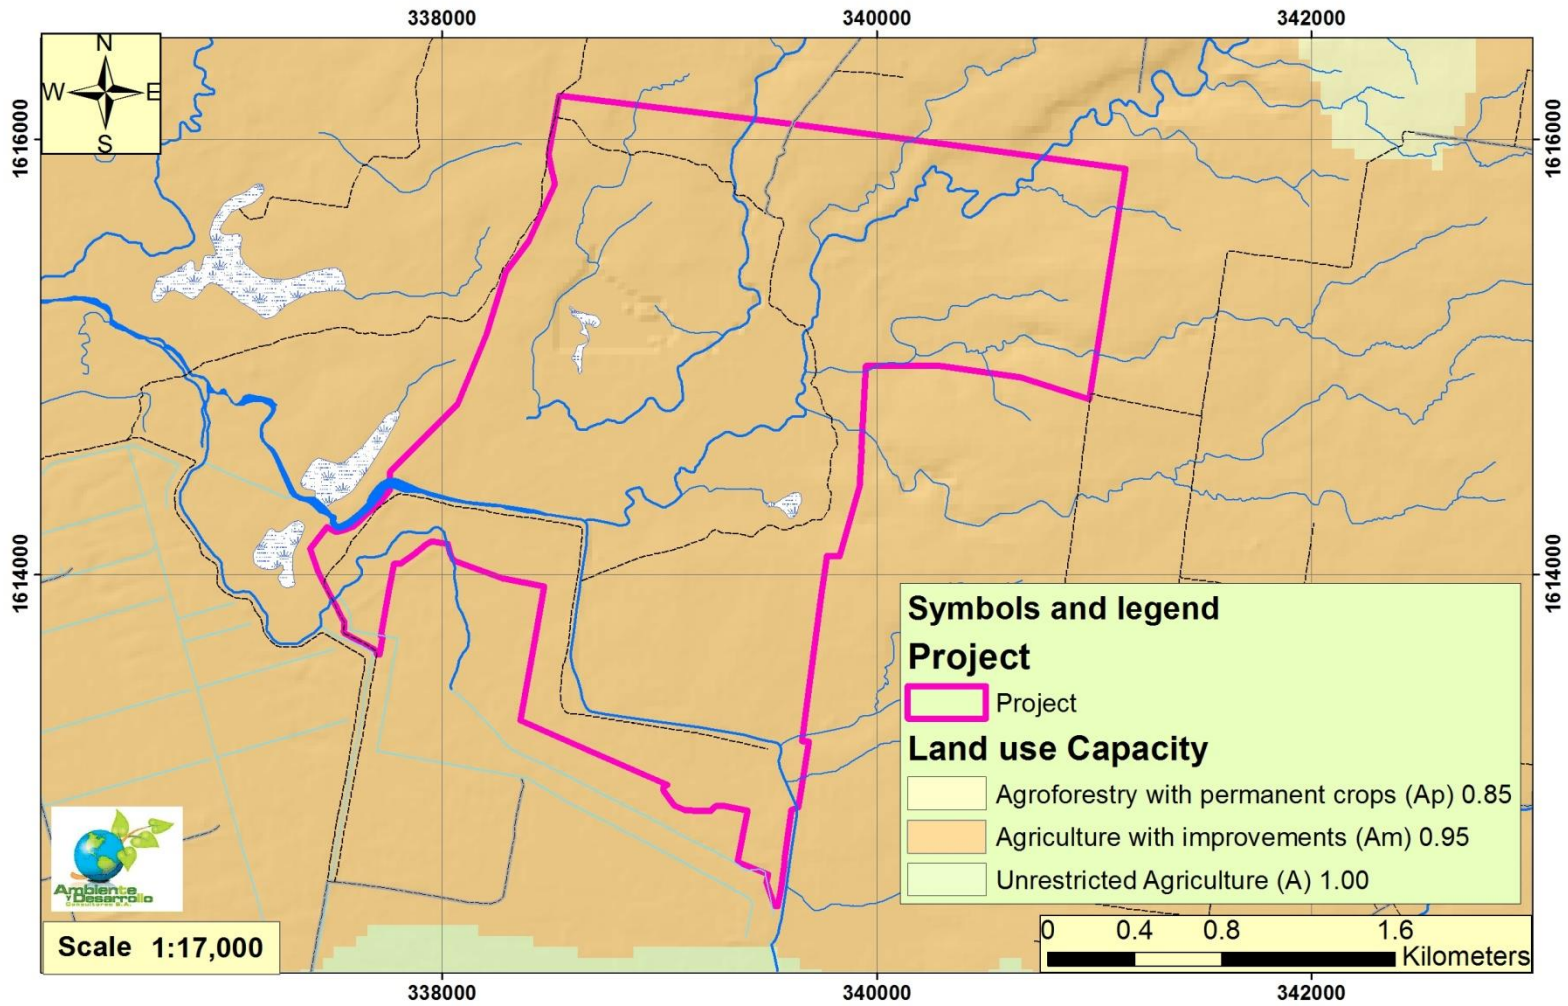 338000
340000
342000
N
W
E
S
1616000
1616000
1614000
1614000
Symbols and legend
Project
Project
Land use Capacity
Agroforestry with permanent crops (Ap) 0.85
Agriculture with improvements (Am) 0.95
Unrestricted Agriculture (A) 1.00
Ambiente
y Desarrollo
Consultores S.A.
Scale 1:17,000
0 0.4 0.8 1.6
Kilometers
338000
340000
342000